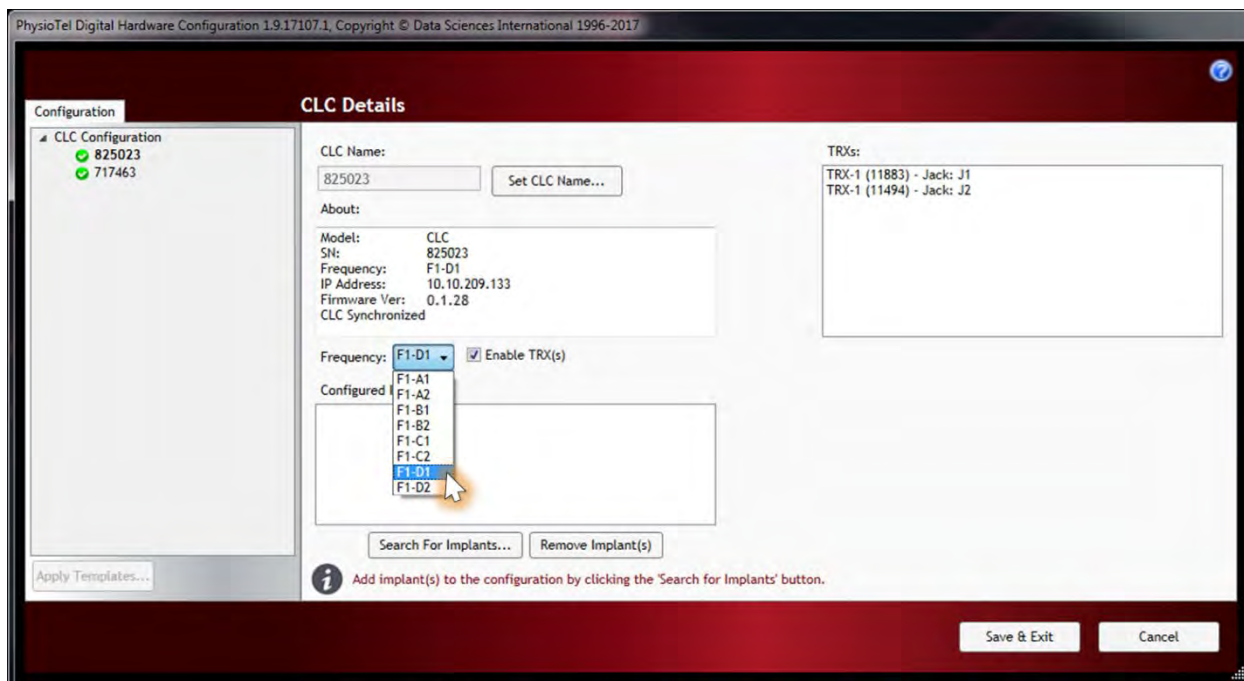 PhysioTel Digital Hardware Configuration 1.9.17107.1, Copyright © Data Sciences International 1996-2017
Configuration
CLC Configuration
825023
717463
Apply Templates...
CLC Details
CLC Name:
825023
Set CLC Name...
About:
Model: CLC
SN: 825023
Frequency: F1-D1
IP Address: 10.10.209.133
Firmware Ver: 0.1.28
CLC Synchronized
Frequency: F1-D1 Enable TRX(s)
F1-A1
F1-A2
F1-B1
F1-B2
F1-C1
F1-C2
F1-D1
F1-D2
Configured
Search For Implants... Remove Implant(s)
Add implant(s) to the configuration by clicking the 'Search for Implants' button.
TRXs:
TRX-1 (11883) - Jack: J1
TRX-1 (11494) - Jack: J2
Save & Exit Cancel